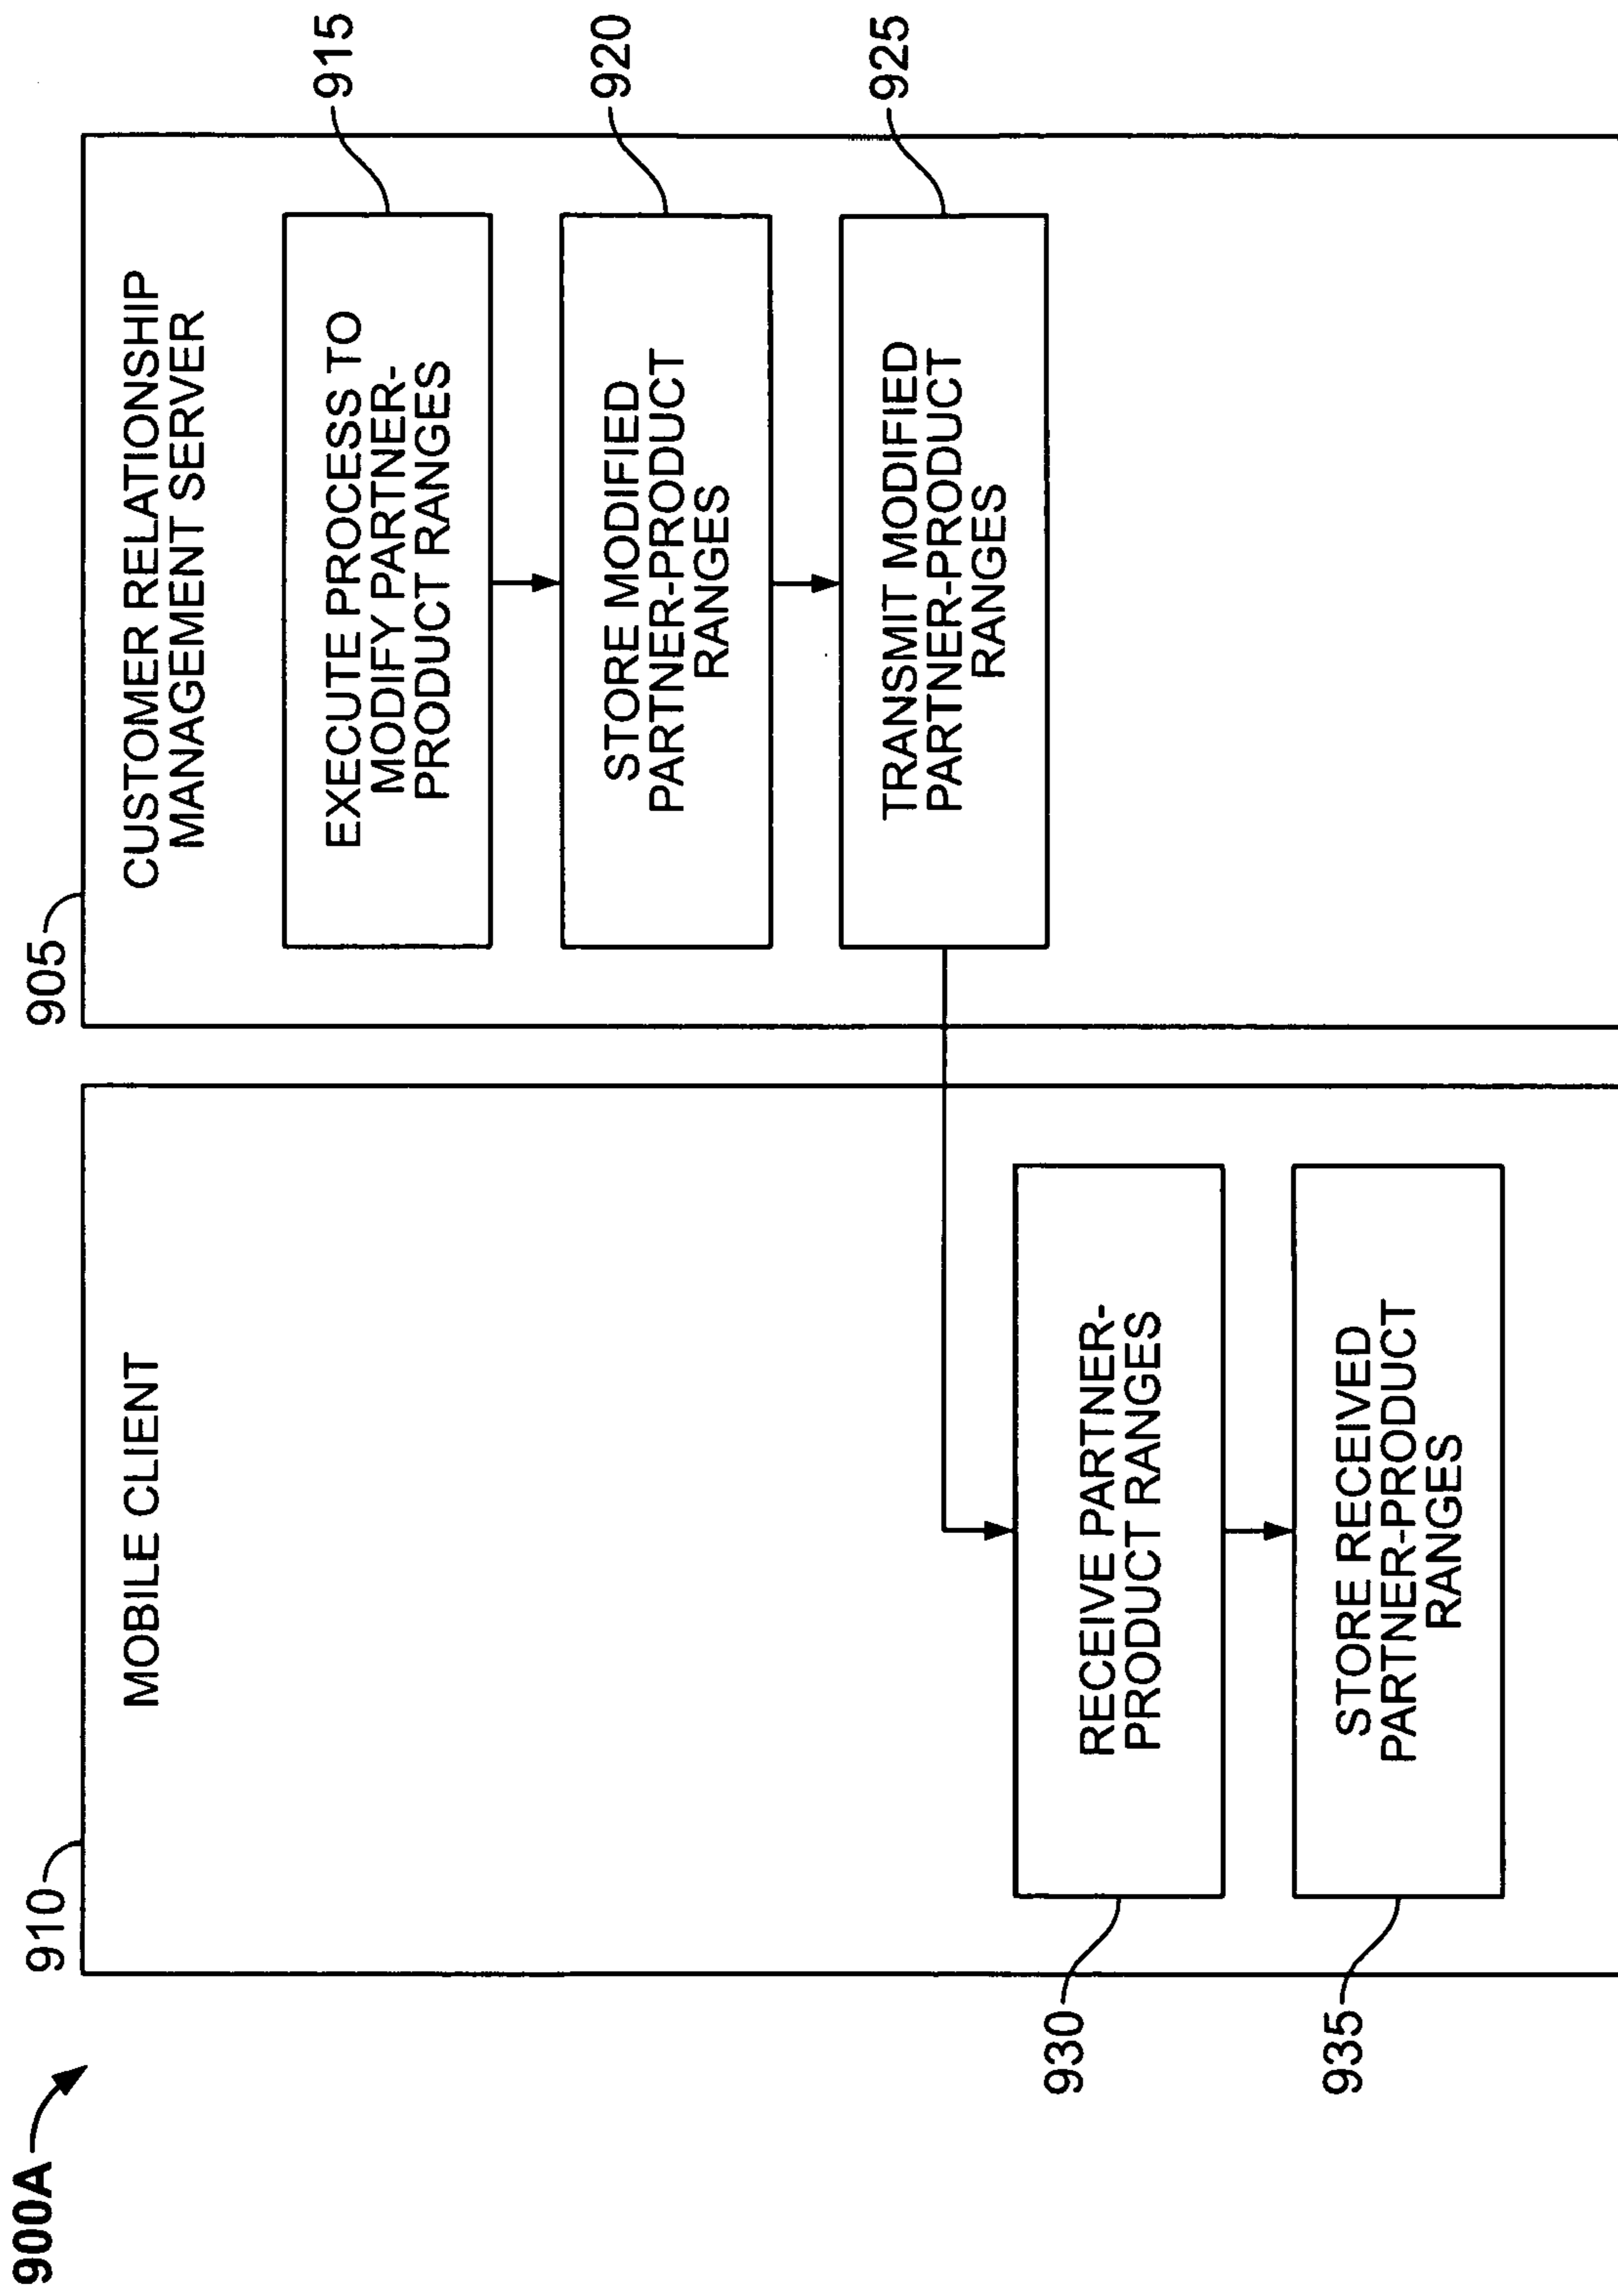 900A
910
MOBILE CLIENT
930
RECEIVE PARTNER-
PRODUCT RANGES
935
STORE RECEIVED
PARTNER-PRODUCT
RANGES
905
CUSTOMER RELATIONSHIP
MANAGEMENT SERVER
EXECUTE PROCESS TO
MODIFY PARTNER-
PRODUCT RANGES
915
STORE MODIFIED
PARTNER-PRODUCT
RANGES
920
TRANSMIT MODIFIED
PARTNER-PRODUCT
RANGES
925